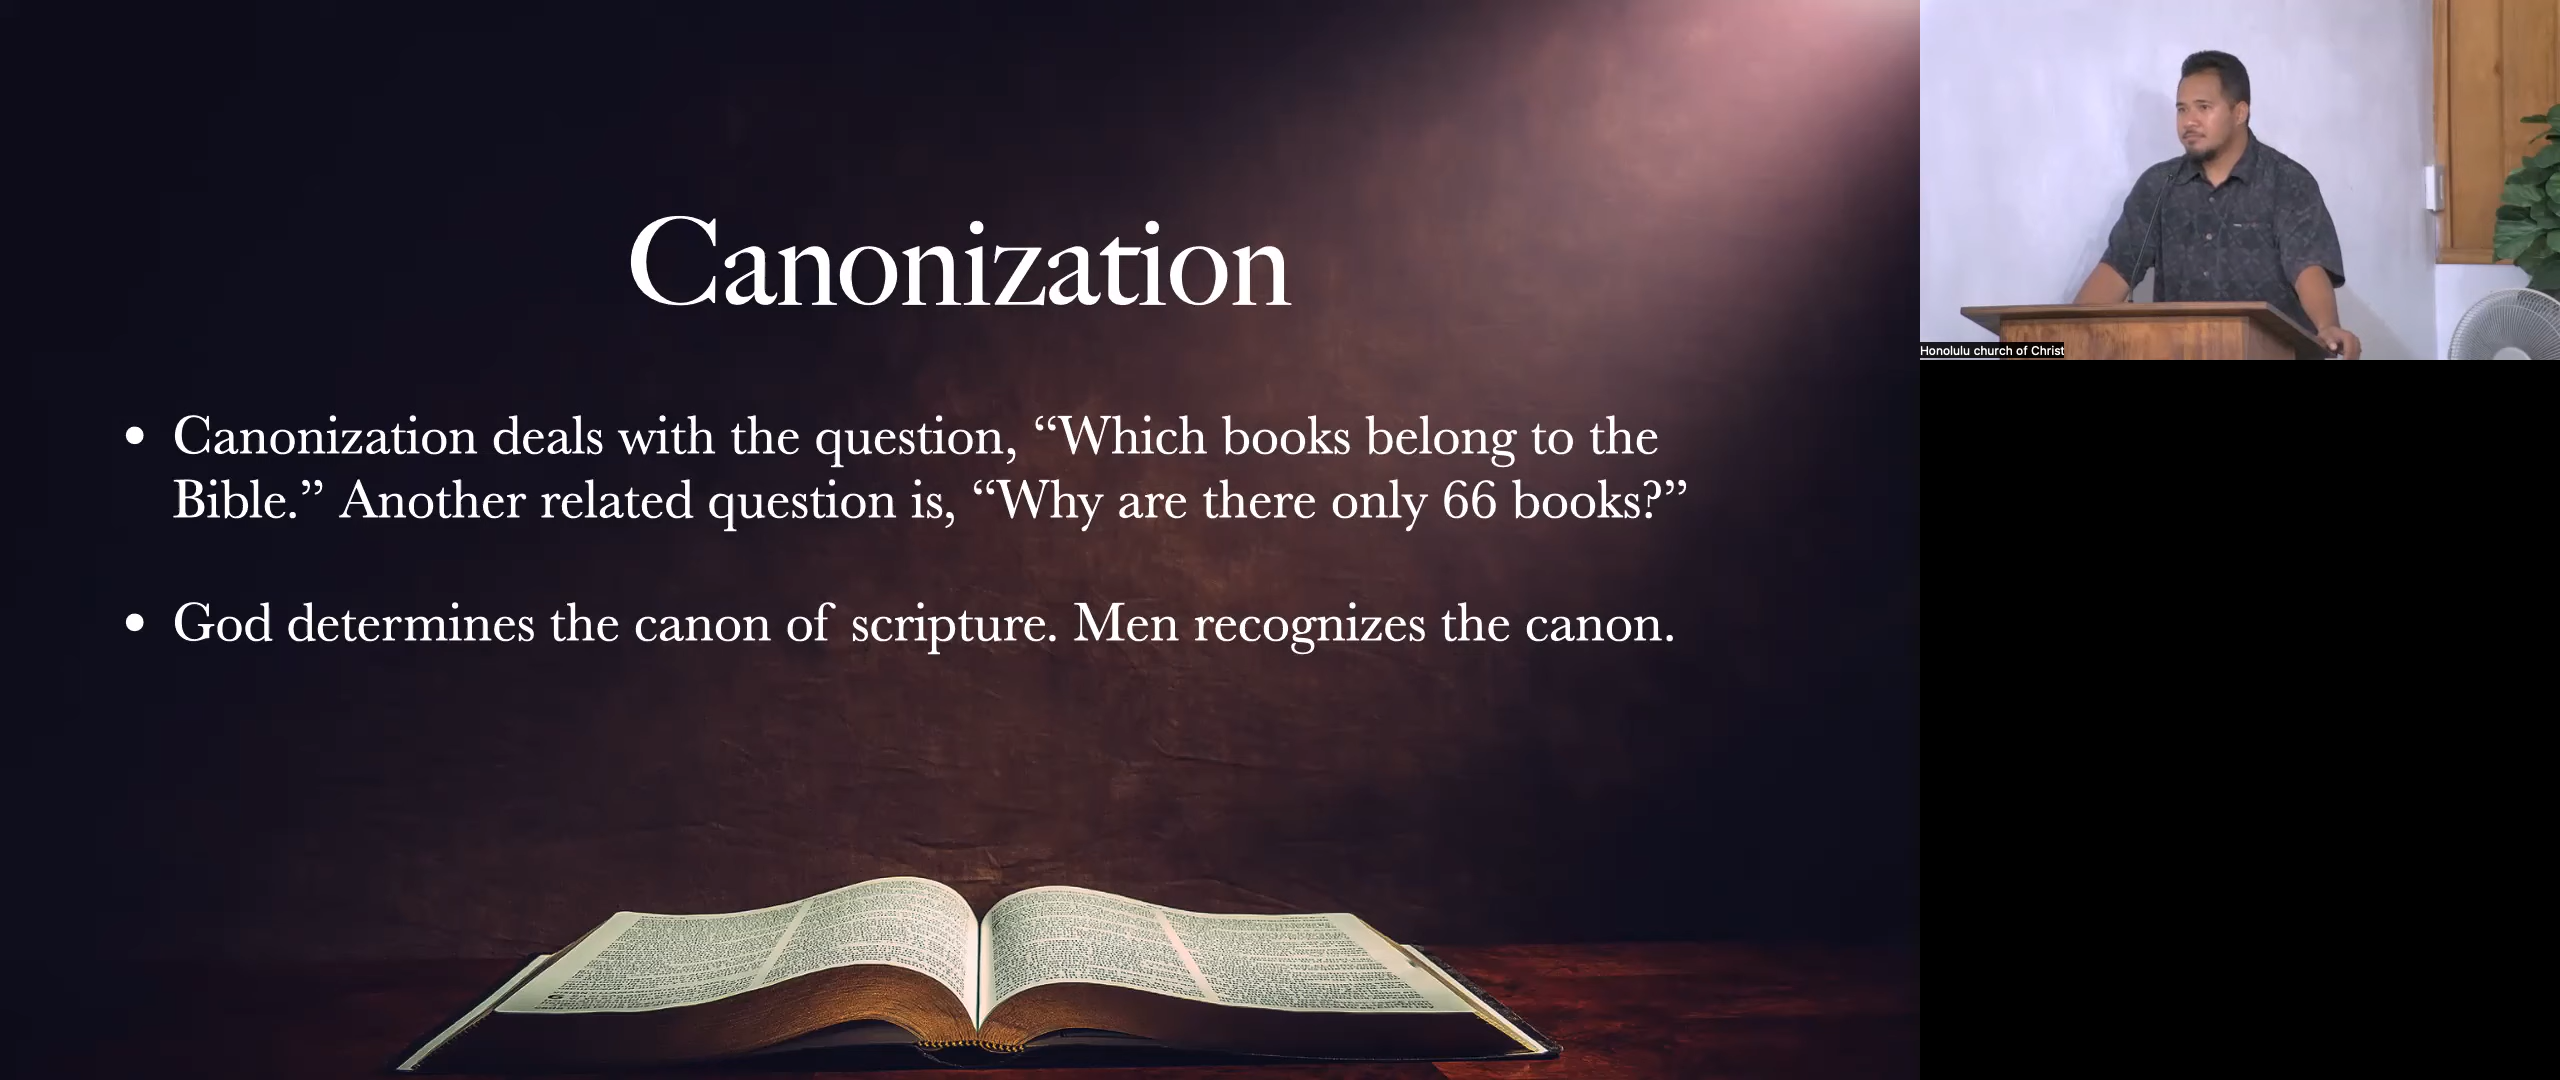 Canonization
• Canonization deals with the question, “Which books belong to the
Bible.” Another related question is, “Why are there only 66 books?”
• God determines the canon of scripture. Men recognizes the canon.
Honolulu church of Christ